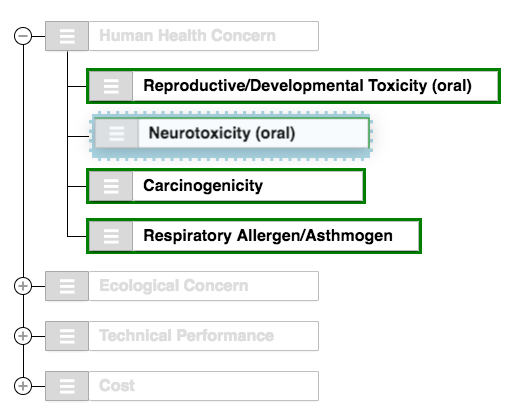 Human Health Concern
Reproductive/Developmental Toxicity (oral)
Neurotoxicity (oral)
Carcinogenicity
Respiratory Allergen/Asthmogen
Ecological Concern
Technical Performance
Cost